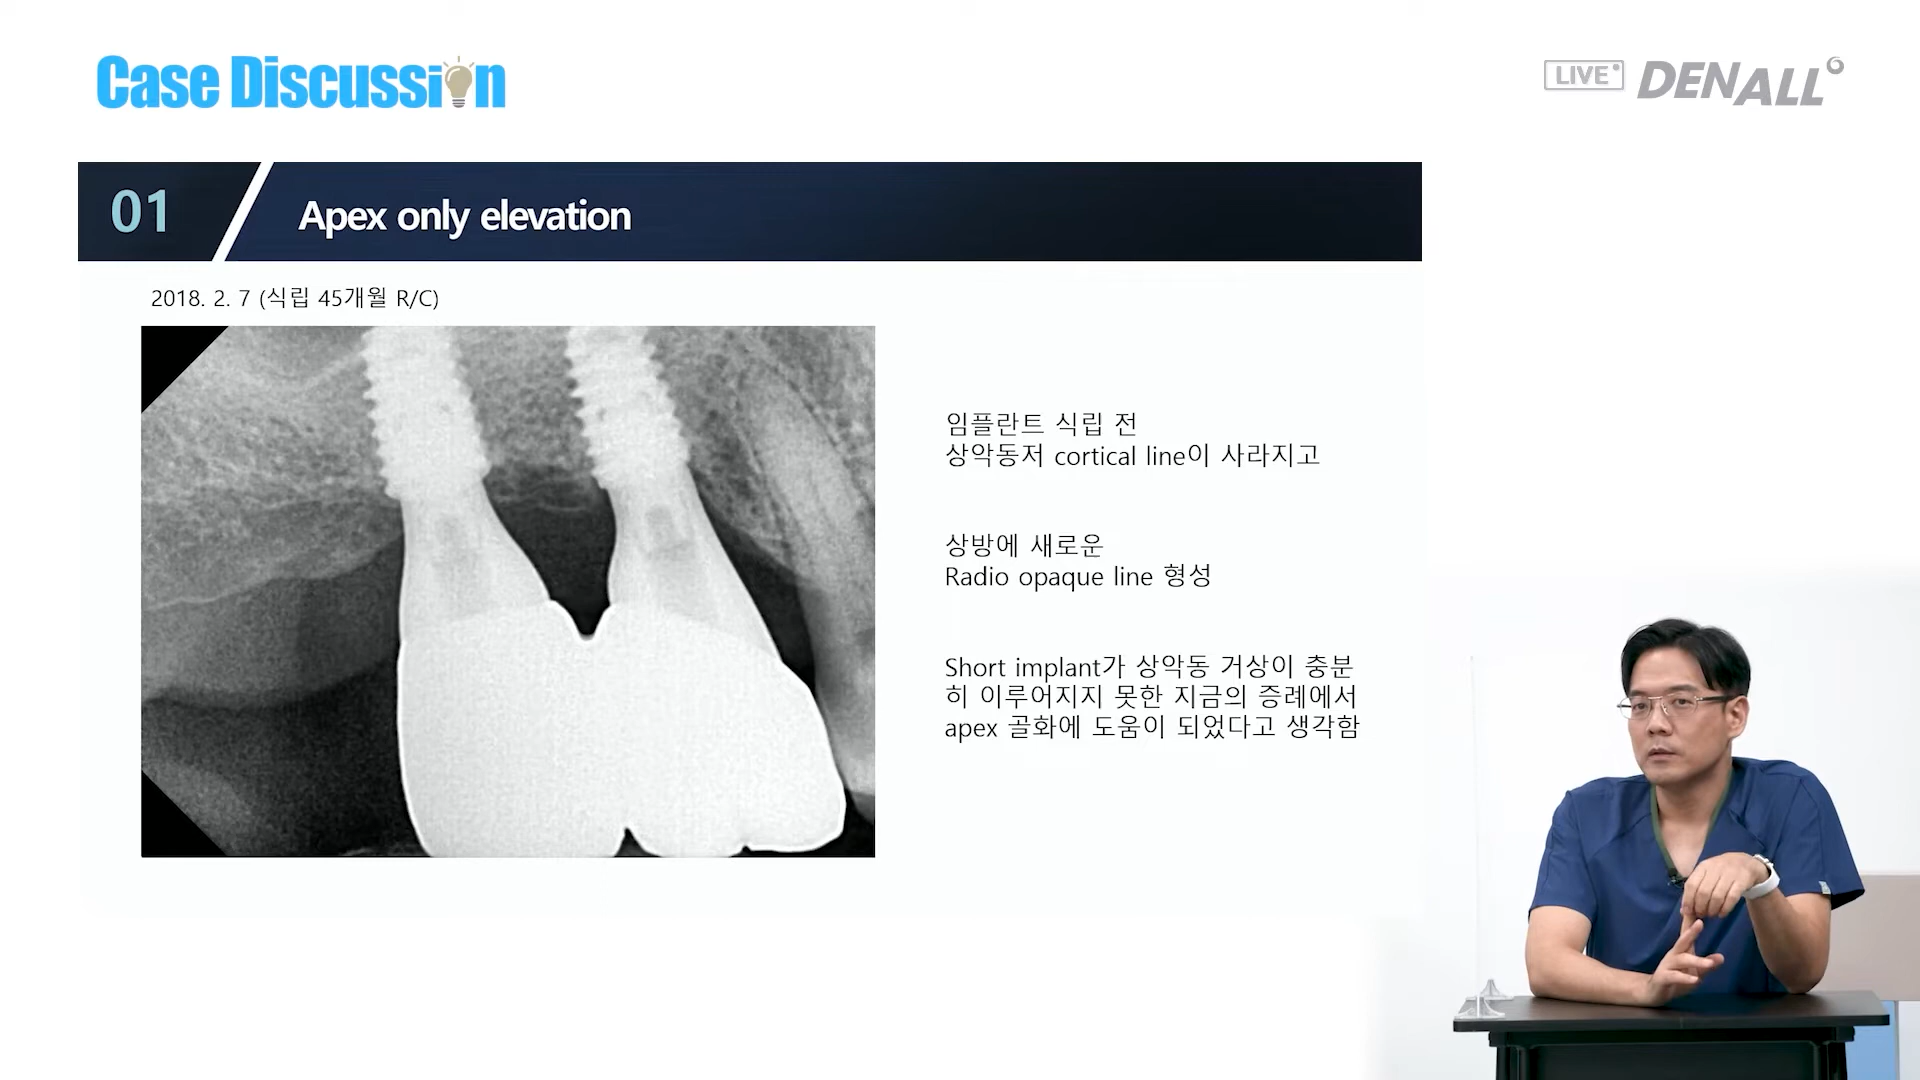 Case Discussion
LIVE DENALL
01 Apex only elevation
2018. 2. 7 (식립 45개월 R/C)
임플란트 식립 전
상악동저 cortical line이 사라지고
상방에 새로운
Radio opaque line 형성
Short implant가 상악동 거상이 충분
히 이루어지지 못한 지금의 증례에서
apex 골화에 도움이 되었다고 생각함